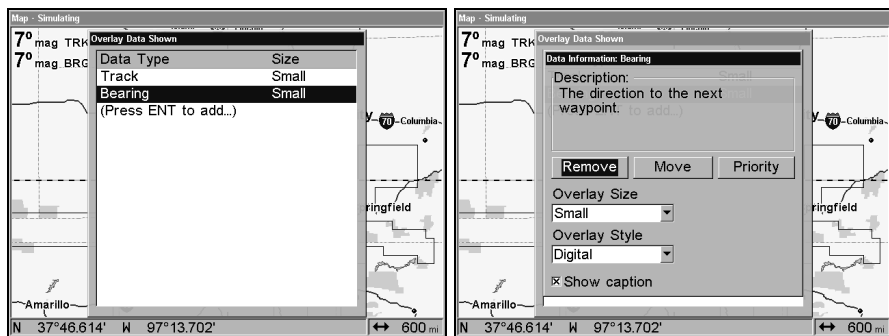 Map - Simulating
7° mag TRK
7° mag BRG
Overlay Data Shown
Data Type Size
Track Small
Bearing Small
(Press ENT to add...)
y
70
Columbia
ringfield
Amarillo
N 37°46.614' W 97°13.702' ↔ 600 mi
Map - Simulating
7° mag TRK
7° mag BRG
Overlay Data Shown
Data Information: Bearing
Small
Description:
The direction to the next
waypoint.
Remove Move Priority
Overlay Size
Small
Overlay Style
Digital
Show caption
y
70
Columbia
ringfield
Amarillo
N 37°46.614' W 97°13.702' ↔ 600 mi